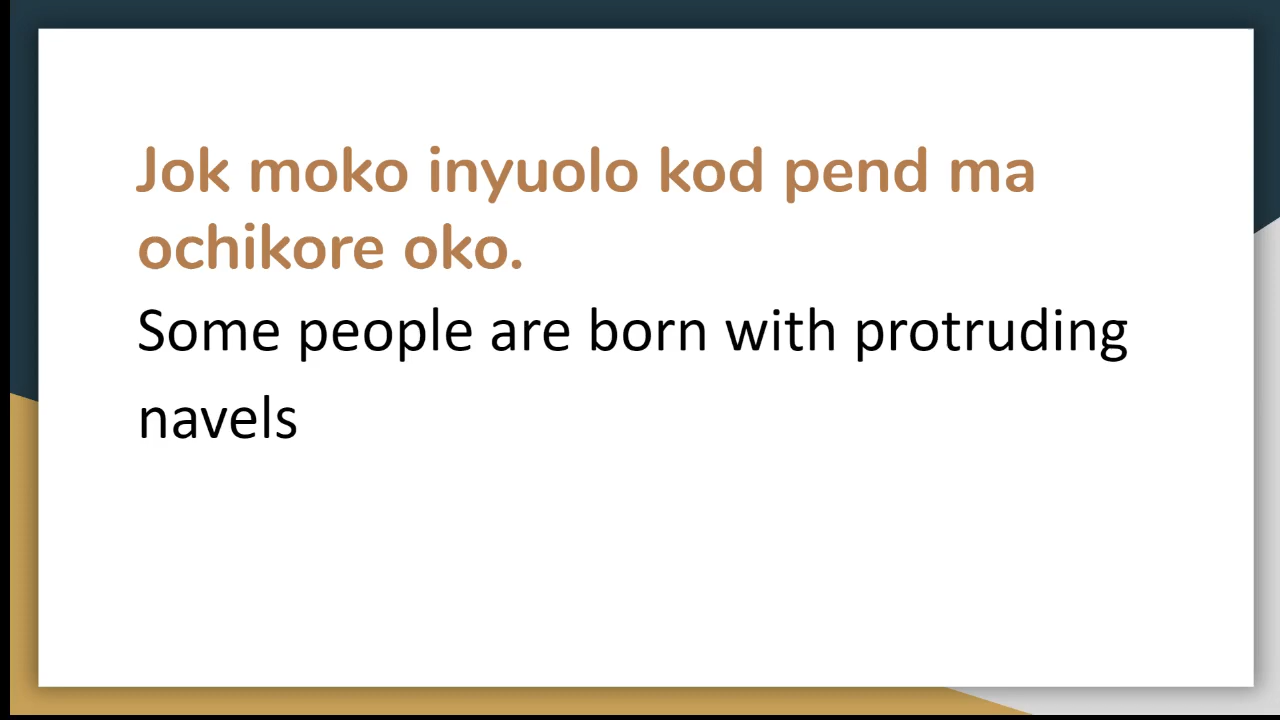 Jok moko inyuolo kod pend ma
ochikore oko.
Some people are born with protruding
navels